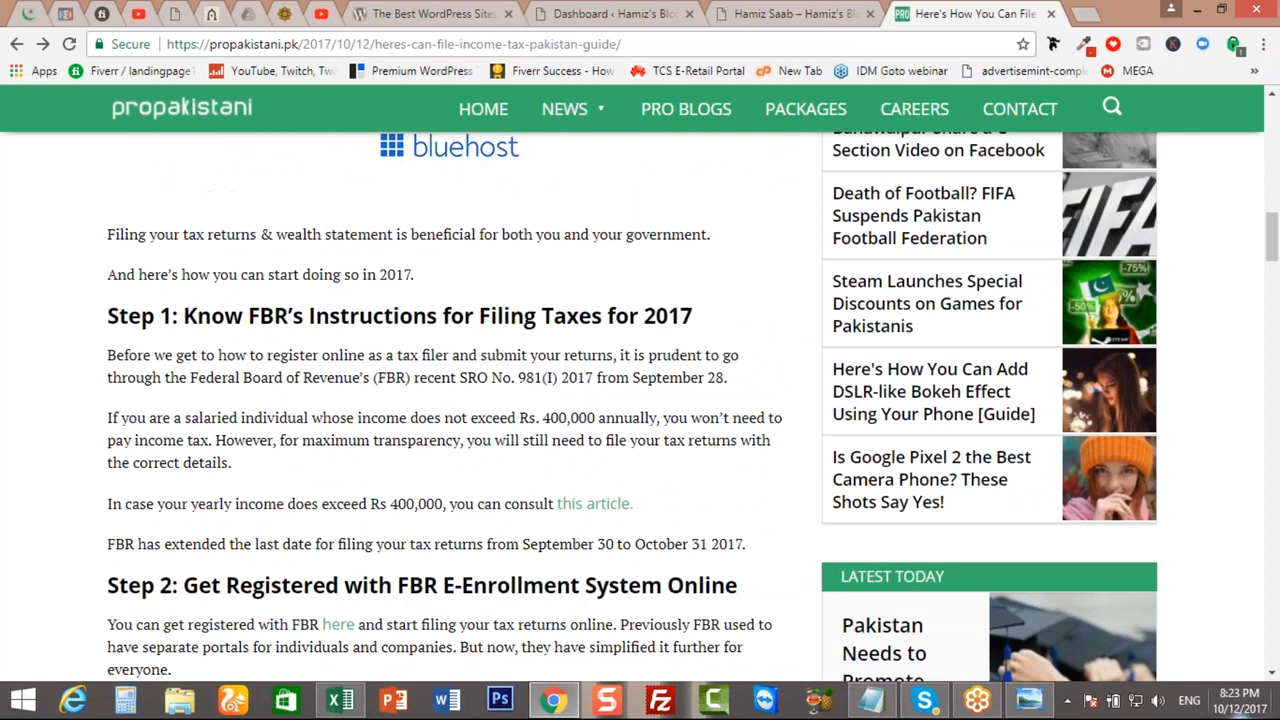 The Best WordPress Sites
Dashboard ‹ Hamiz's Blo
Hamiz Saab – Hamiz's Bl
PRO
Here's How You Can File
Secure
https://propakistani.pk/2017/10/12/heres-can-file-income-tax-pakistan-guide/
Apps
Fiverr / landingpage
YouTube, Twitch, Twi
Premium WordPress
Fiverr Success - How
TCS E-Retail Portal
New Tab
IDM Goto webinar
advertisemint-comple
MEGA
»
propakistani
HOME
NEWS
PRO BLOGS
PACKAGES
CAREERS
CONTACT
bluehost
Filing your tax returns & wealth statement is beneficial for both you and your government.
And here's how you can start doing so in 2017.
Step 1: Know FBR's Instructions for Filing Taxes for 2017
Before we get to how to register online as a tax filer and submit your returns, it is prudent to go
through the Federal Board of Revenue's (FBR) recent SRO No. 981(I) 2017 from September 28.
If you are a salaried individual whose income does not exceed Rs. 400,000 annually, you won't need to
pay income tax. However, for maximum transparency, you will still need to file your tax returns with
the correct details.
In case your yearly income does exceed Rs 400,000, you can consult this article.
FBR has extended the last date for filing your tax returns from September 30 to October 31 2017.
Step 2: Get Registered with FBR E-Enrollment System Online
You can get registered with FBR here and start filing your tax returns online. Previously FBR used to
have separate portals for individuals and companies. But now, they have simplified it further for
everyone.
Section Video on Facebook
Death of Football? FIFA
Suspends Pakistan
Football Federation
FIFA
Steam Launches Special
Discounts on Games for
Pakistanis
-75%
-50%
STEAM
Here's How You Can Add
DSLR-like Bokeh Effect
Using Your Phone [Guide]
Is Google Pixel 2 the Best
Camera Phone? These
Shots Say Yes!
LATEST TODAY
Pakistan
Needs to
Promote
ENG
8:23 PM
10/12/2017